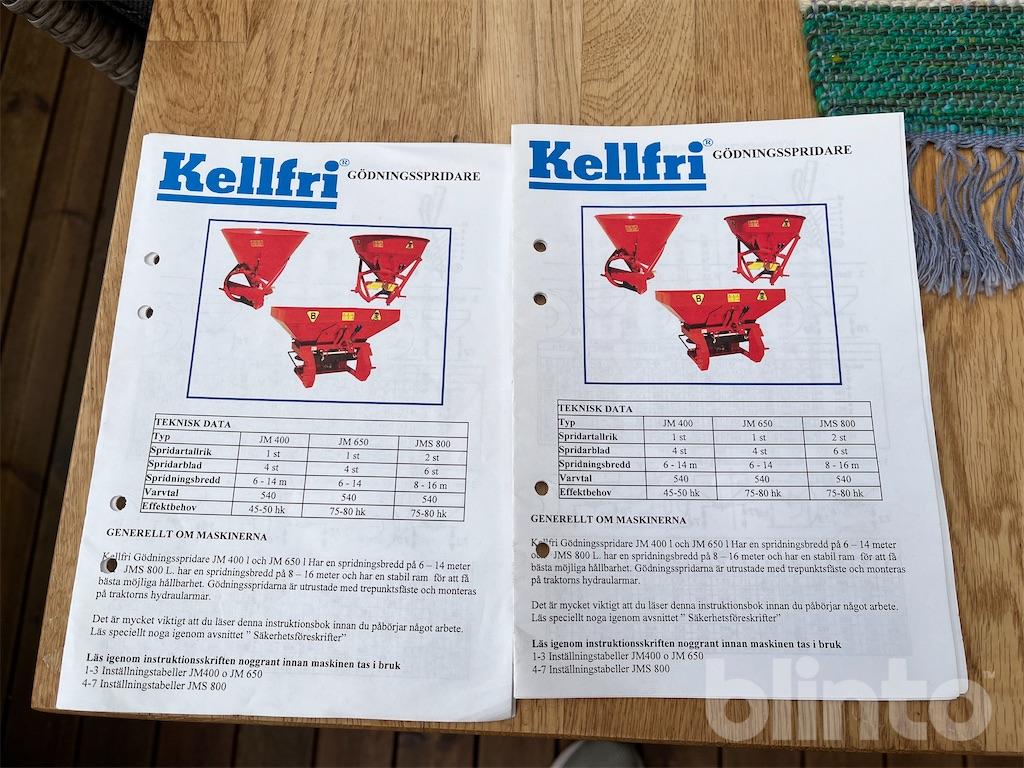 Kellfri® GÖDNINGSSPRIDARE
TEKNISK DATA
Typ JM 400 JM 650 JMS 800
Spridartallrik 1 st 1 st 2 st
Spridarblad 4 st 4 st 6 st
Spridningsbredd 6 - 14 m 6 - 14 8 - 16 m
Varvtal 540 540 540
Effektbehov 45-50 hk 75-80 hk 75-80 hk
GENERELLT OM MASKINERNA
Kellfri Gödningsspridare JM 400 l och JM 650 l Har en spridningsbredd på 6 – 14 meter
JMS 800 L. har en spridningsbredd på 8 – 16 meter och har en stabil ram för att få
bästa möjliga hållbarhet. Gödningsspridarna är utrustade med trepunktsfäste och monteras
på traktorns hydraularmar.
Det är mycket viktigt att du läser denna instruktionsbok innan du påbörjar något arbete.
Läs speciellt noga igenom avsnittet ” Säkerhetsföreskrifter”
Läs igenom instruktionsskriften noggrant innan maskinen tas i bruk
1-3 Inställningstabeller JM400 o JM 650
4-7 Inställningstabeller JMS 800
Kellfri® GÖDNINGSSPRIDARE
TEKNISK DATA
Typ JM 400 JM 650 JMS 800
Spridartallrik 1 st 1 st 2 st
Spridarblad 4 st 4 st 6 st
Spridningsbredd 6 - 14 m 6 - 14 8 - 16 m
Varvtal 540 540 540
Effektbehov 45-50 hk 75-80 hk 75-80 hk
GENERELLT OM MASKINERNA
Kellfri Gödningsspridare JM 400 l och JM 650 l Har en spridningsbredd på 6 – 14 meter
JMS 800 L. har en spridningsbredd på 8 – 16 meter och har en stabil ram för att få
bästa möjliga hållbarhet. Gödningsspridarna är utrustade med trepunktsfäste och monteras
på traktorns hydraularmar.
Det är mycket viktigt att du läser denna instruktionsbok innan du påbörjar något arbete.
Läs speciellt noga igenom avsnittet ” Säkerhetsföreskrifter”
Läs igenom instruktionsskriften noggrant innan maskinen tas i bruk
1-3 Inställningstabeller JM400 o JM 650
4-7 Inställningstabeller JMS 800
blinto